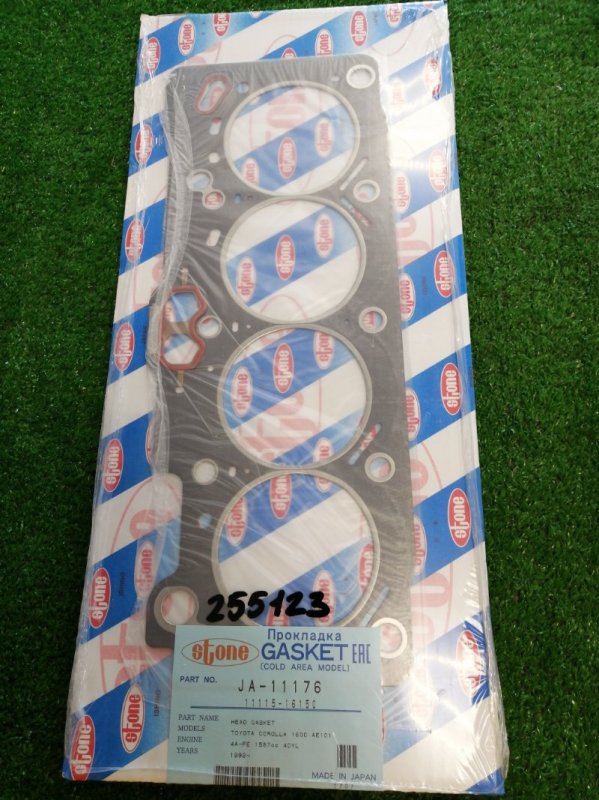 stone
255123
stone
Прокладка
GASKET EAC
(COLD AREA MODEL)
PART NO. JA-11176
11115-16150
PART NAME HEAD GASKET
MODELS TOYOTA COROLLA 1600 AE101
ENGINE 4A-FE 1587cc 4CYL
YEARS 1992-
MADE IN JAPAN